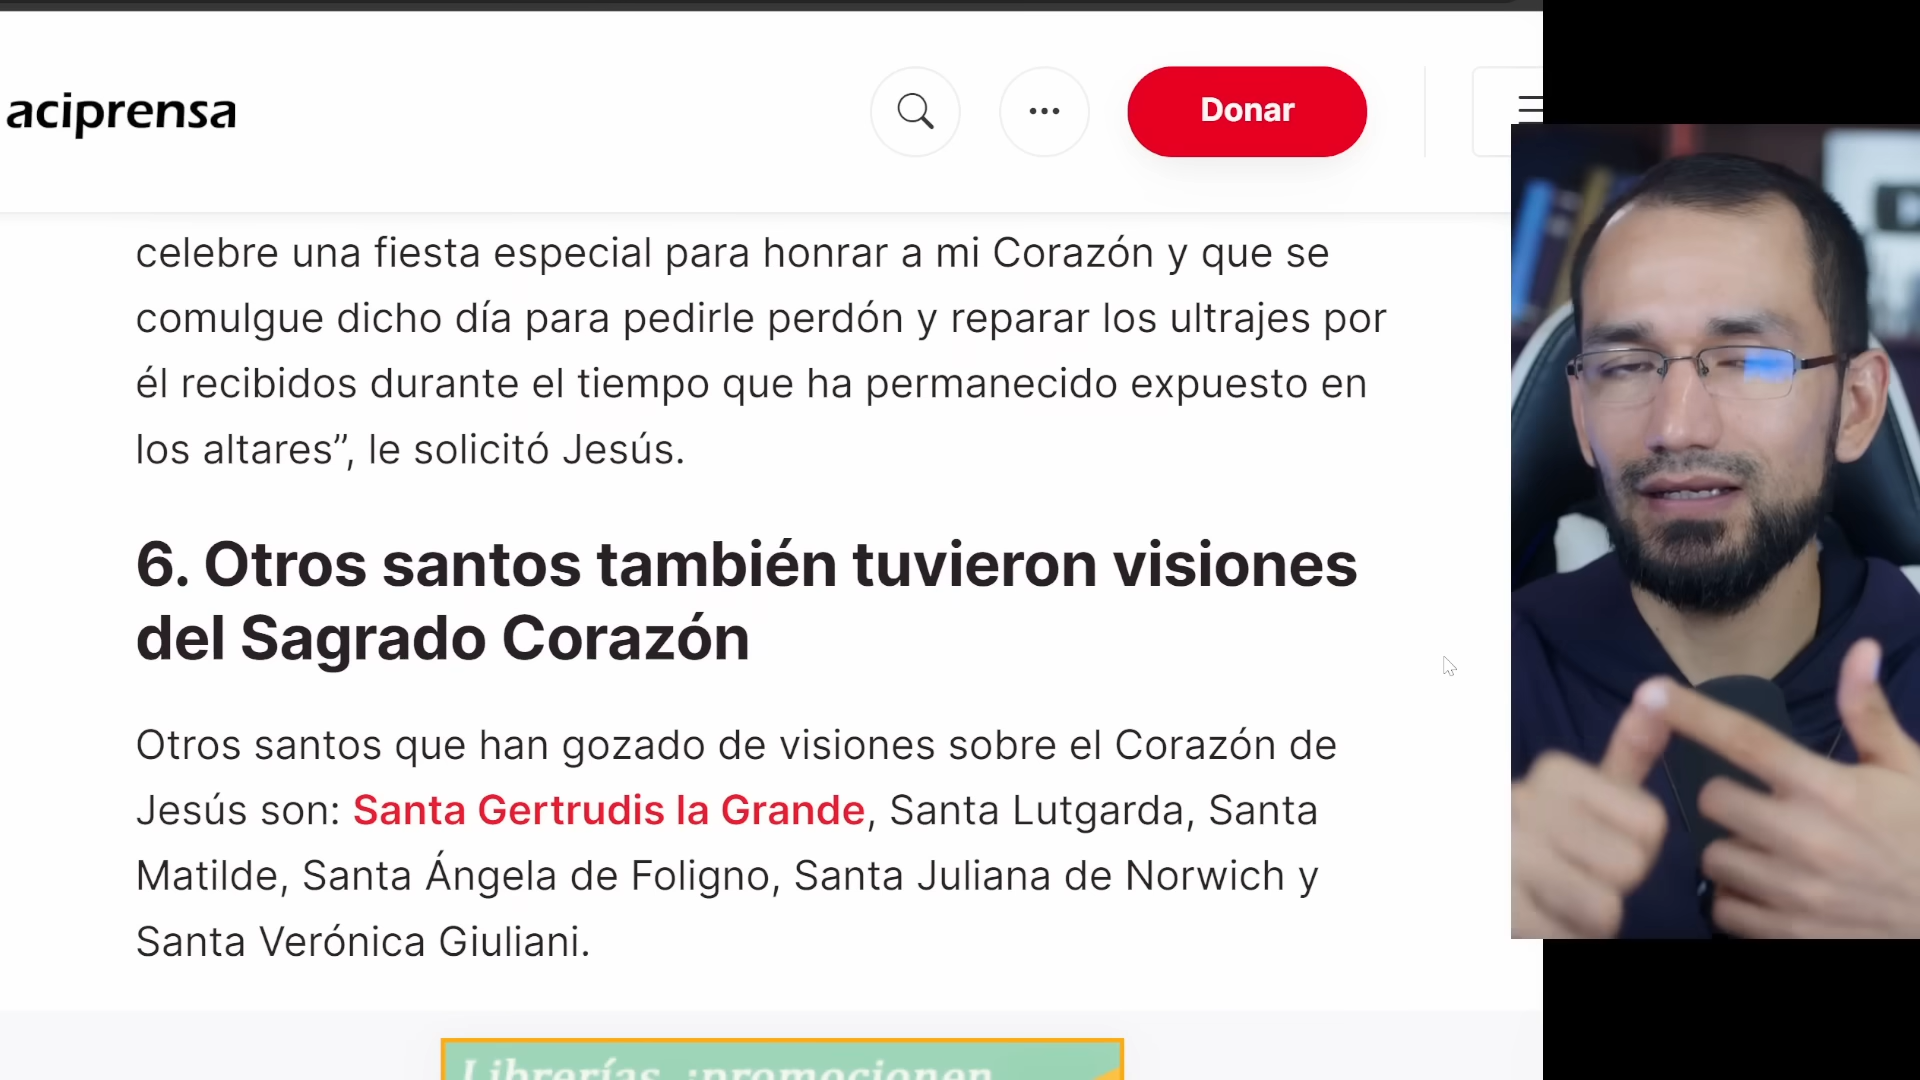 aciprensa
Donar
celebre una fiesta especial para honrar a mi Corazón y que se
comulgue dicho día para pedirle perdón y reparar los ultrajes por
él recibidos durante el tiempo que ha permanecido expuesto en
los altares”, le solicitó Jesús.
6. Otros santos también tuvieron visiones
del Sagrado Corazón
Otros santos que han gozado de visiones sobre el Corazón de
Jesús son: Santa Gertrudis la Grande, Santa Lutgarda, Santa
Matilde, Santa Ángela de Foligno, Santa Juliana de Norwich y
Santa Verónica Giuliani.
Librerías, ¡promocionen